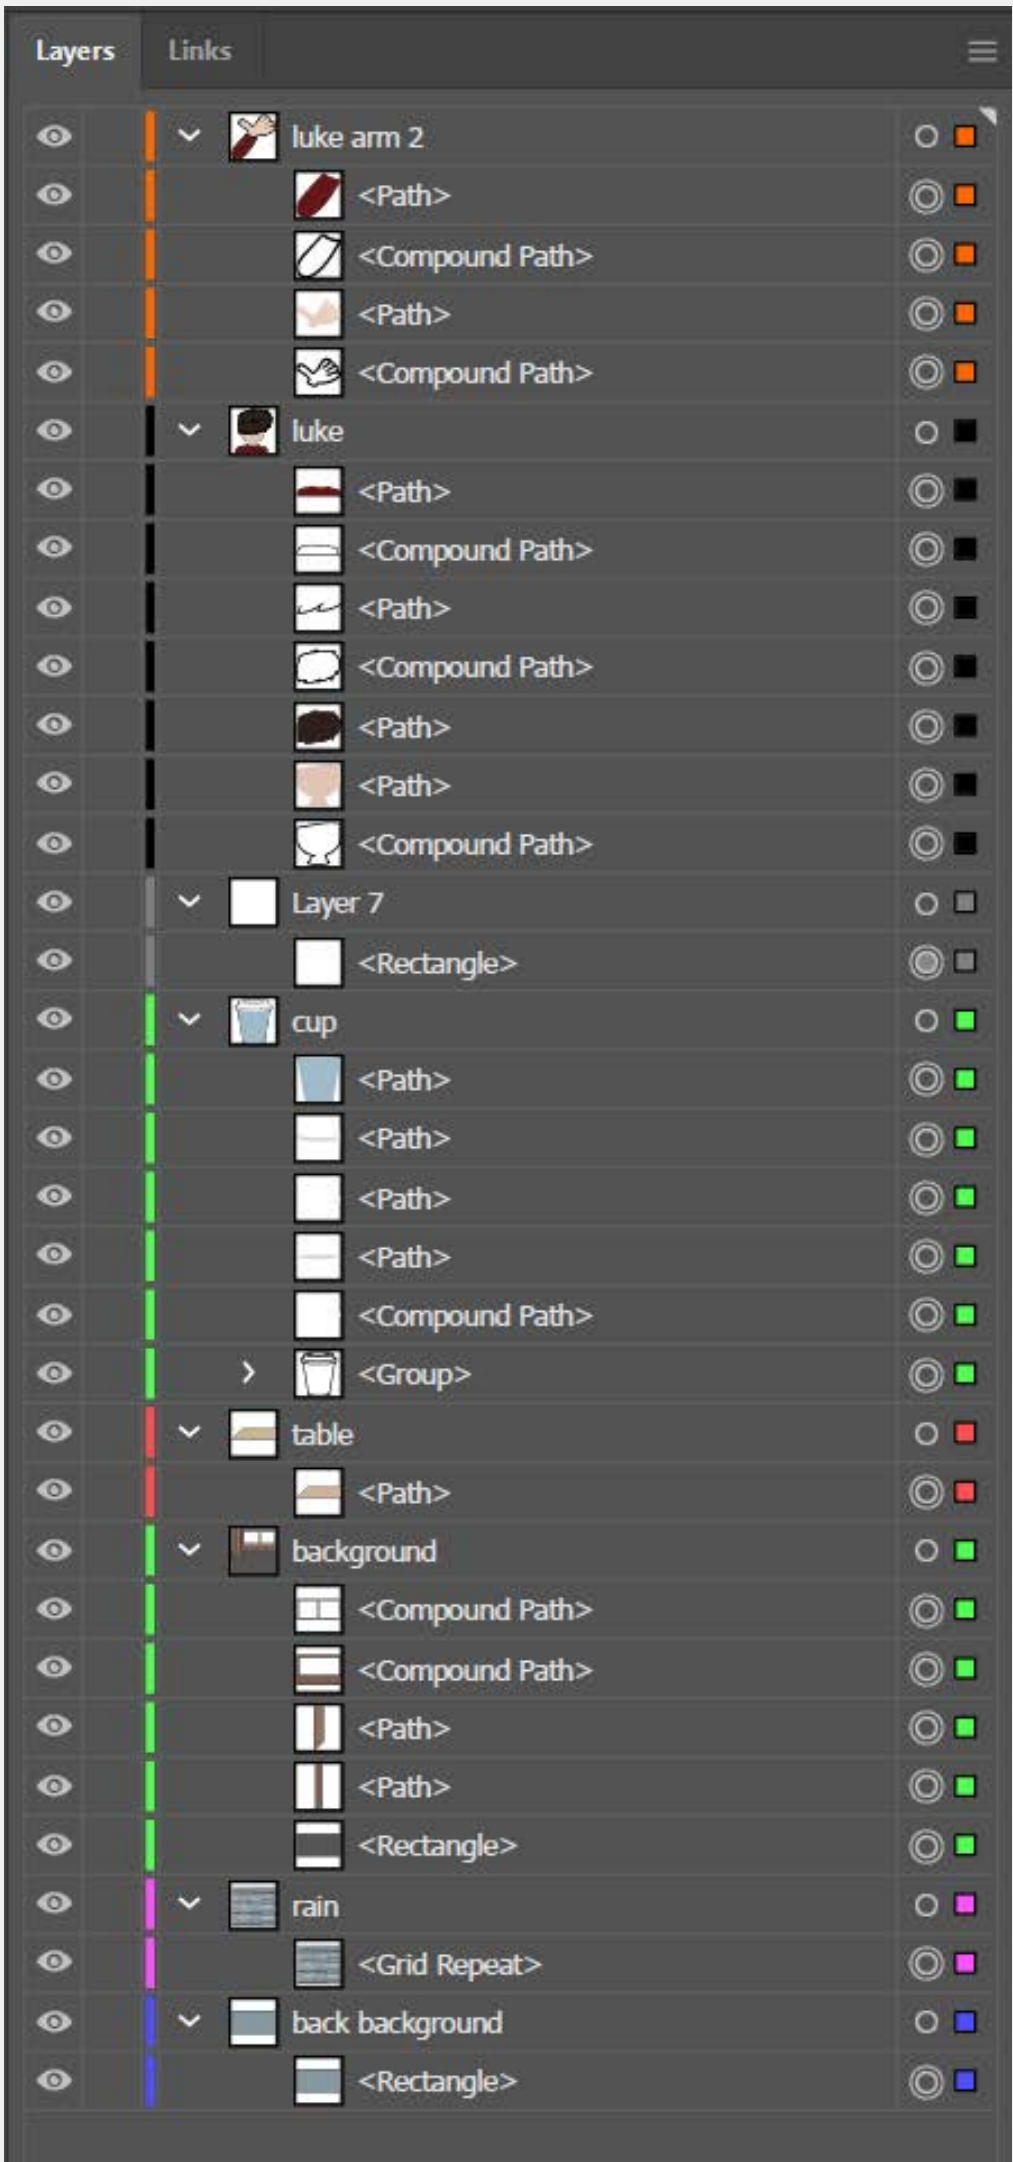 Layers Links
luke arm 2
<Path>
<Compound Path>
<Path>
<Compound Path>
luke
<Path>
<Compound Path>
<Path>
<Compound Path>
<Path>
<Path>
<Compound Path>
Layer 7
<Rectangle>
cup
<Path>
<Path>
<Path>
<Path>
<Compound Path>
<Group>
table
<Path>
background
<Compound Path>
<Compound Path>
<Path>
<Path>
<Rectangle>
rain
<Grid Repeat>
back background
<Rectangle>